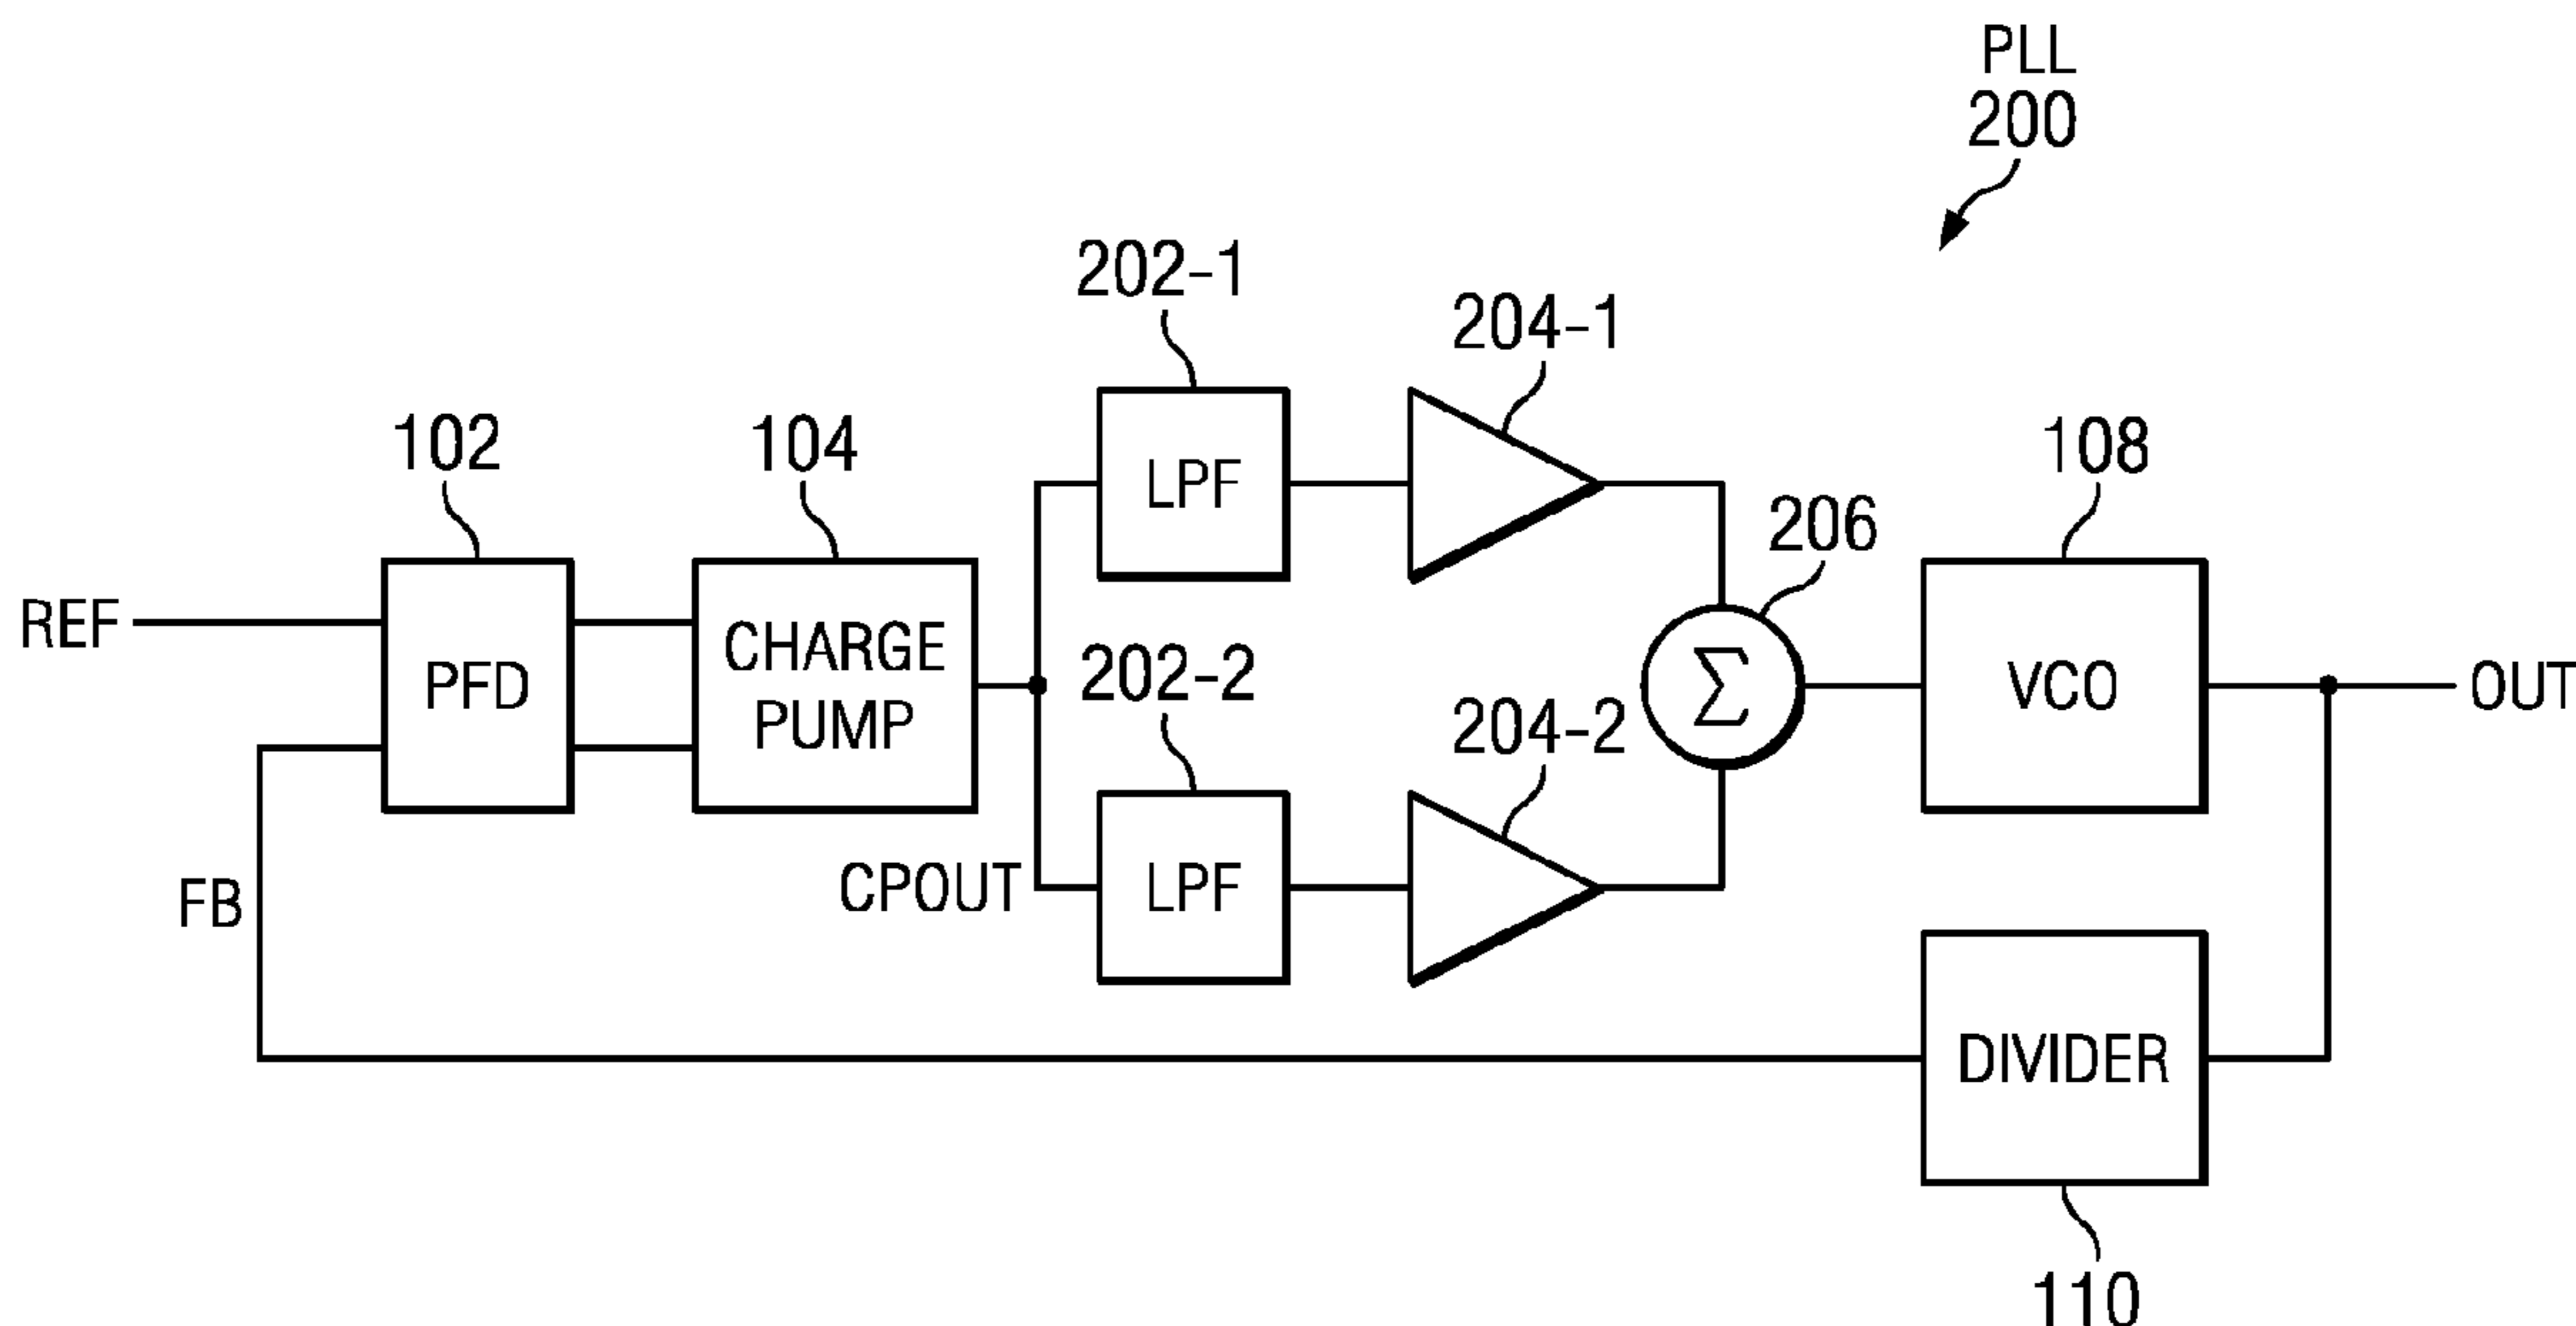 PLL
200
202-1
204-1
102
104
108
LPF
206
REF
PFD
CHARGE
PUMP
202-2
204-2
Σ
VCO
OUT
FB
CPOUT
LPF
DIVIDER
110